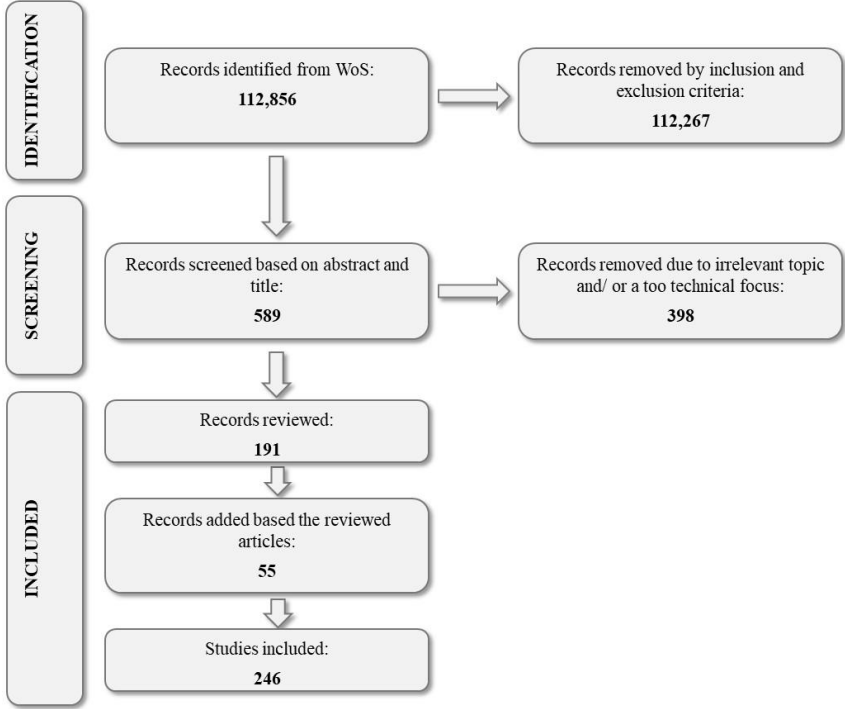 IDENTIFICATION
Records identified from WoS:
112,856
Records removed by inclusion and
exclusion criteria:
112,267
SCREENING
Records screened based on abstract and
title:
589
Records removed due to irrelevant topic
and/ or a too technical focus:
398
INCLUDED
Records reviewed:
191
Records added based the reviewed
articles:
55
Studies included:
246